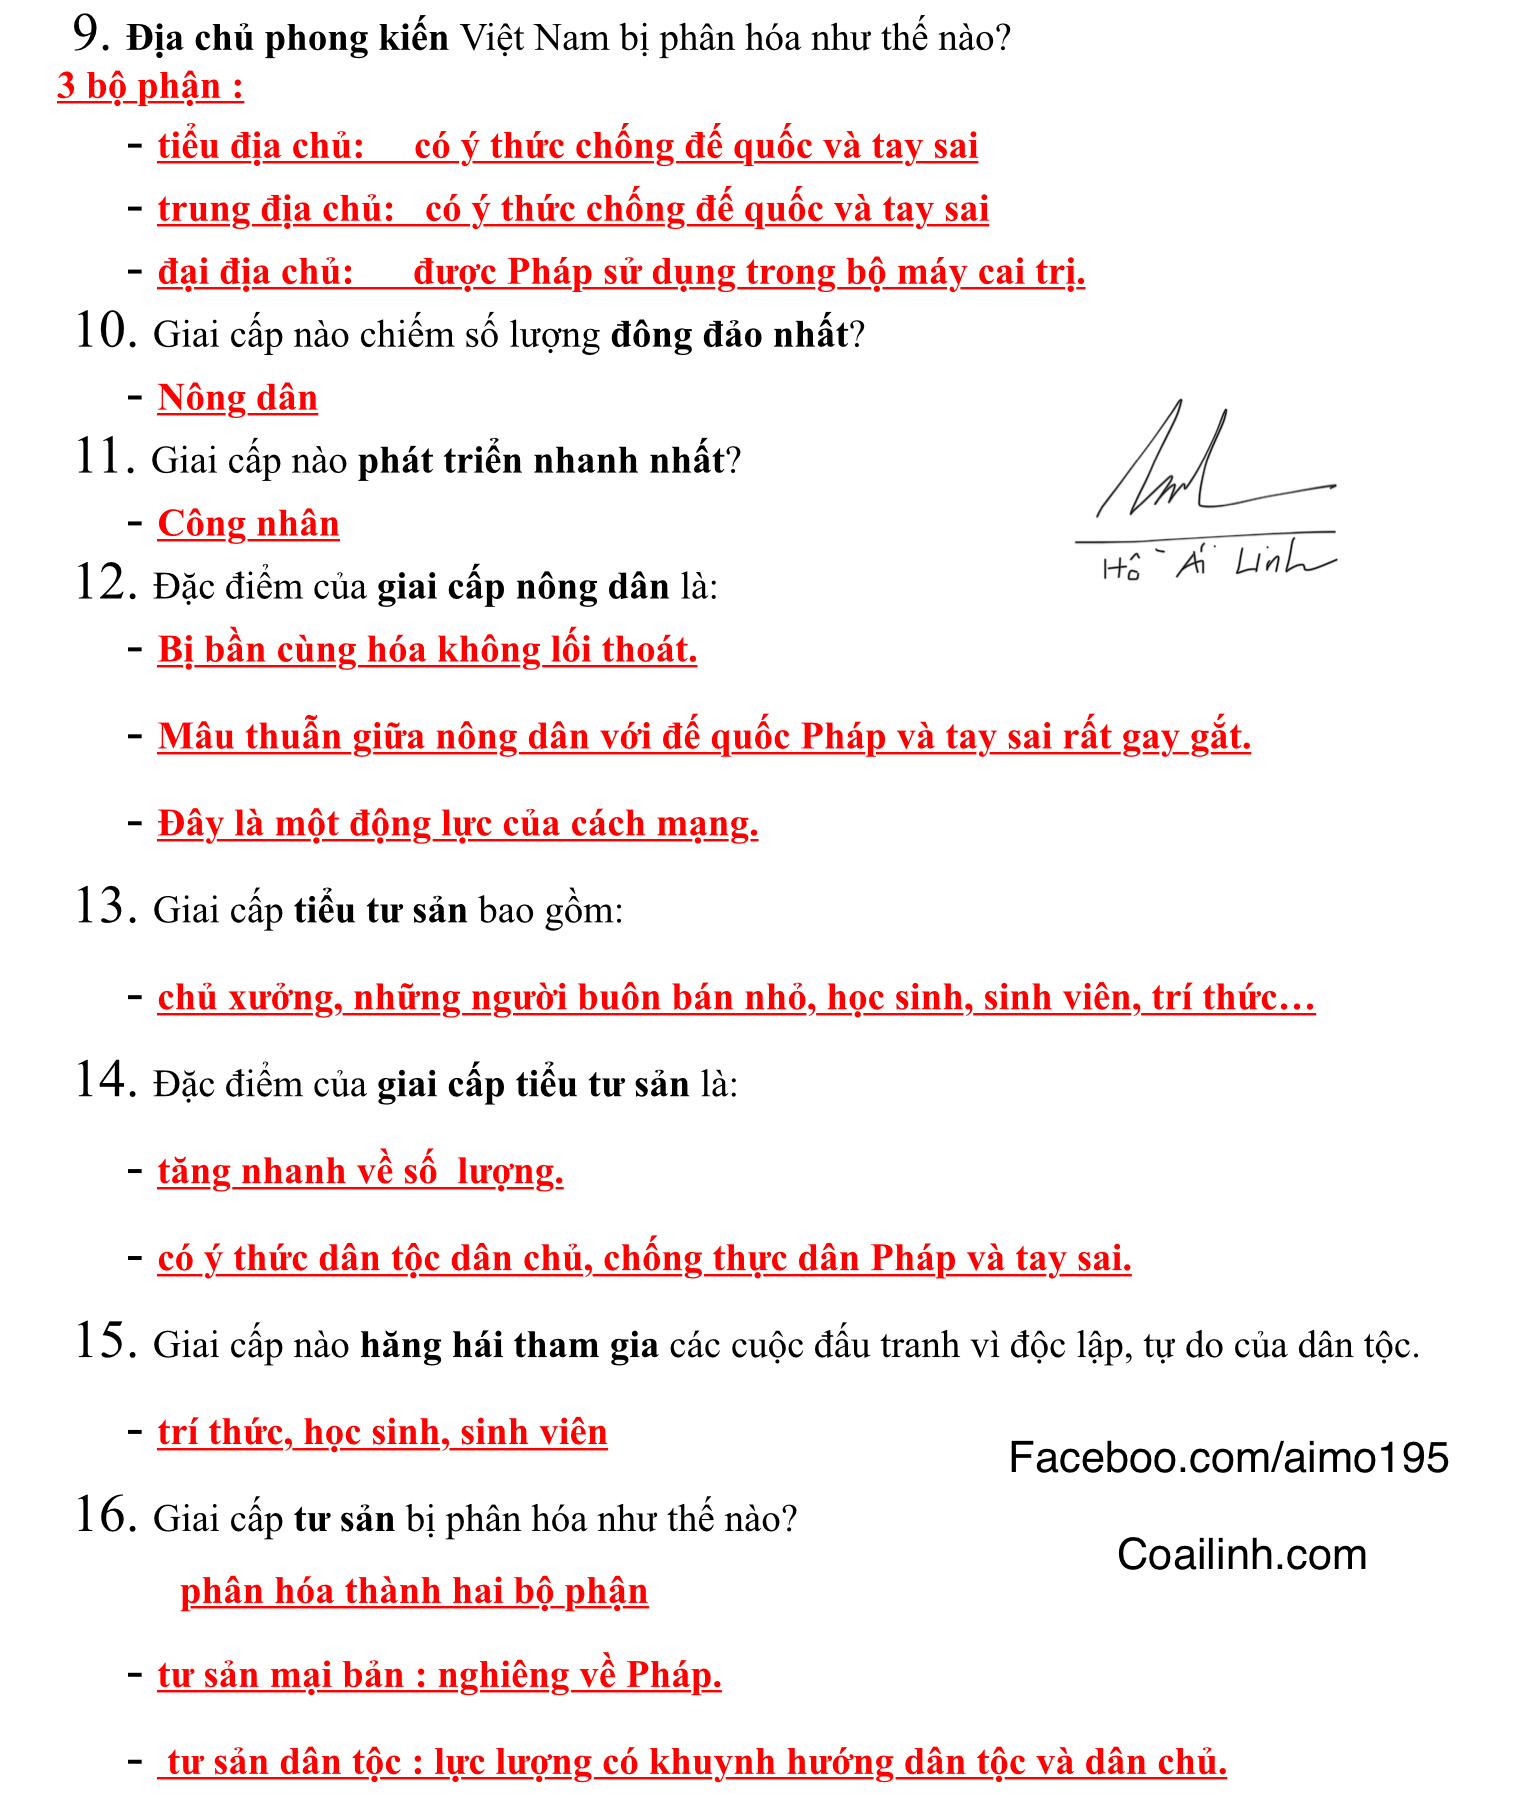 9. Địa chủ phong kiến Việt Nam bị phân hóa như thế nào?
3 bộ phận :
- tiểu địa chủ: có ý thức chống đế quốc và tay sai
- trung địa chủ: có ý thức chống đế quốc và tay sai
- đại địa chủ: được Pháp sử dụng trong bộ máy cai trị.
10. Giai cấp nào chiếm số lượng đông đảo nhất?
- Nông dân
11. Giai cấp nào phát triển nhanh nhất?
- Công nhân
Hồ Ái Linh
12. Đặc điểm của giai cấp nông dân là:
- Bị bần cùng hóa không lối thoát.
- Mâu thuẫn giữa nông dân với đế quốc Pháp và tay sai rất gay gắt.
- Đây là một động lực của cách mạng.
13. Giai cấp tiểu tư sản bao gồm:
- chủ xưởng, những người buôn bán nhỏ, học sinh, sinh viên, trí thức…
14. Đặc điểm của giai cấp tiểu tư sản là:
- tăng nhanh về số lượng.
- có ý thức dân tộc dân chủ, chống thực dân Pháp và tay sai.
15. Giai cấp nào hăng hái tham gia các cuộc đấu tranh vì độc lập, tự do của dân tộc.
- trí thức, học sinh, sinh viên
Faceboo.com/aimo195
16. Giai cấp tư sản bị phân hóa như thế nào?
Coailinh.com
phân hóa thành hai bộ phận
- tư sản mại bản : nghiêng về Pháp.
- tư sản dân tộc : lực lượng có khuynh hướng dân tộc và dân chủ.